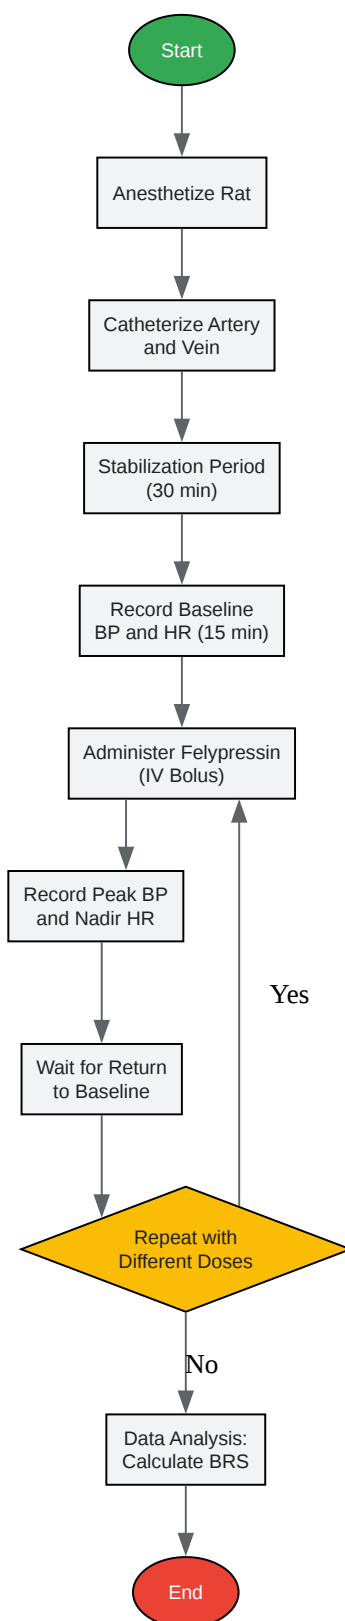 Start
Anesthetize Rat
Catheterize Artery
and Vein
Stabilization Period
(30 min)
Record Baseline
BP and HR (15 min)
Administer Felypressin
(IV Bolus)
Record Peak BP
and Nadir HR
Yes
Wait for Return
to Baseline
Repeat with
Different Doses
No
Data Analysis:
Calculate BRS
End